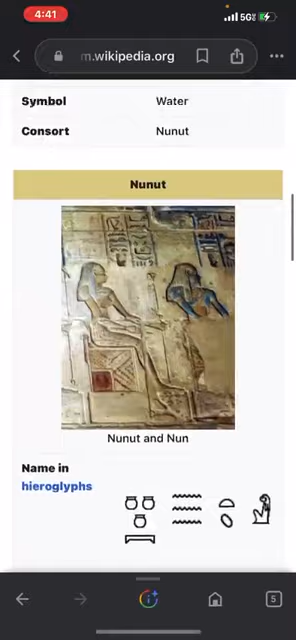 4:41
5G
m.wikipedia.org
Symbol Water
Consort Nunut
Nunut
Nunut and Nun
Name in
hieroglyphs
5